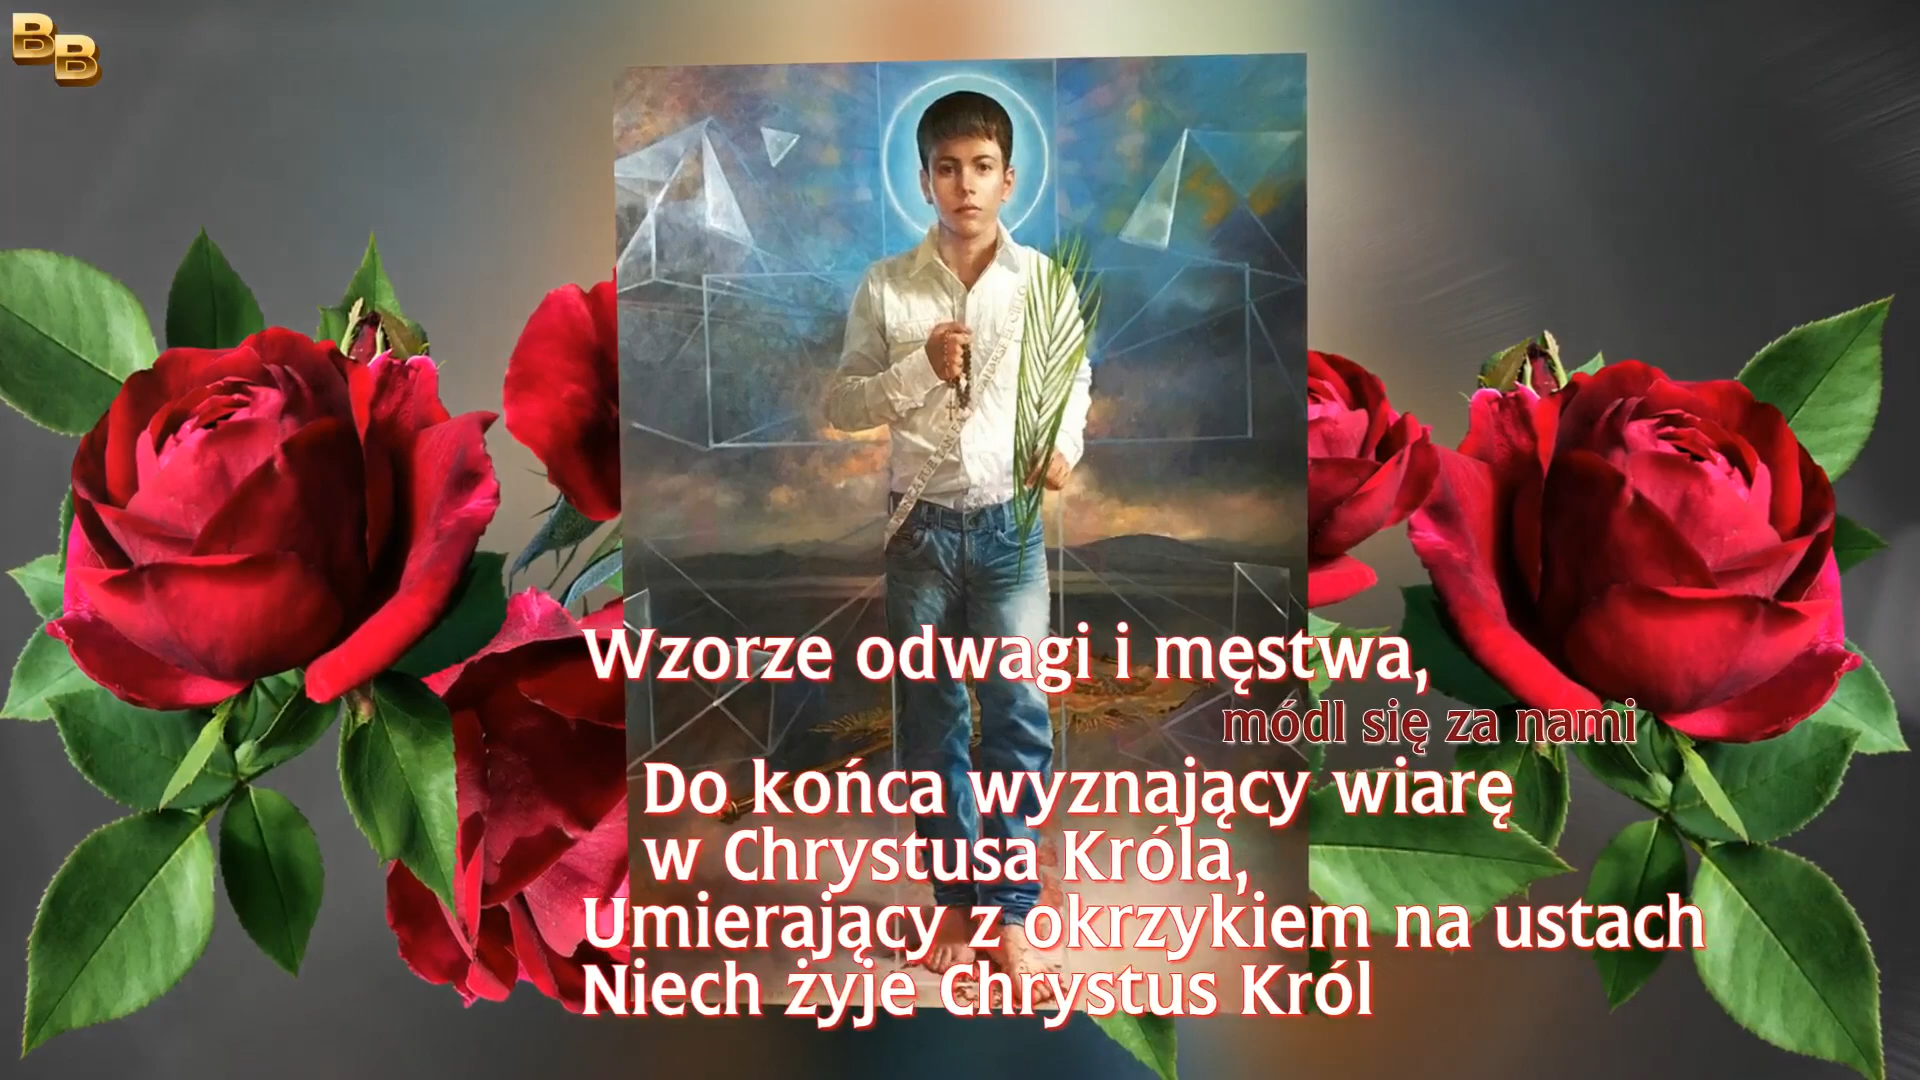 BB
Wzorze odwagi i męstwa,
módl się za nami
Do końca wyznający wiarę
w Chrystusa Króla,
Umierający z okrzykiem na ustach
Niech żyje Chrystus Król